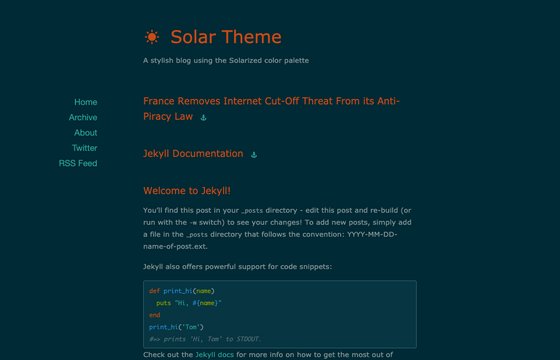 Solar Theme
A stylish blog using the Solarized color palette
Home
Archive
About
Twitter
RSS Feed
France Removes Internet Cut-Off Threat From its Anti-
Piracy Law
Jekyll Documentation
Welcome to Jekyll!
You'll find this post in your _posts directory - edit this post and re-build (or
run with the -w switch) to see your changes! To add new posts, simply add
a file in the _posts directory that follows the convention: YYYY-MM-DD-
name-of-post.ext.
Jekyll also offers powerful support for code snippets:
def print_hi(name)
  puts "Hi, #{name}"
end
print_hi('Tom')
#=> prints 'Hi, Tom' to STDOUT.
Check out the Jekyll docs for more info on how to get the most out of